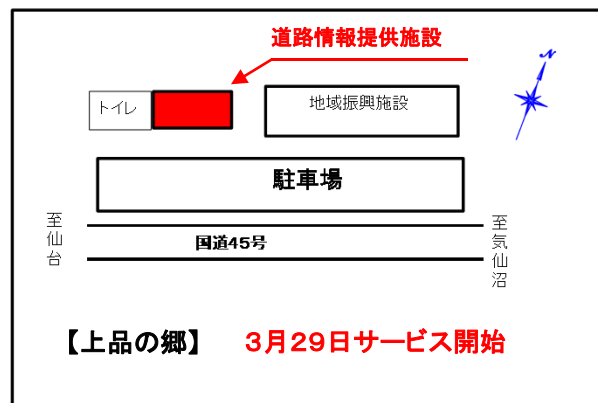 道路情報提供施設
N
トイレ
地域振興施設
駐車場
至仙台
国道45号
至気仙沼
【上品の郷】 3月29日サービス開始